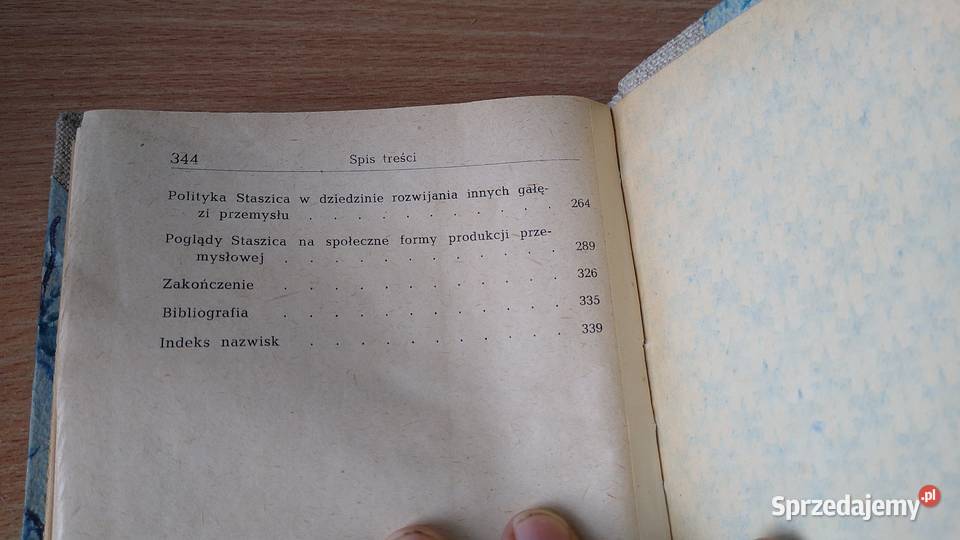 344 Spis treści
Polityka Staszica w dziedzinie rozwijania innych gałę-
zi przemysłu . . . . . . . . . . 264
Poglądy Staszica na społeczne formy produkcji prze-
mysłowej . . . . . . . . . . . 289
Zakończenie . . . . . . . . . . . 326
Bibliografia . . . . . . . . . . . 335
Indeks nazwisk . . . . . . . . . . 339
Sprzedajemy.pl